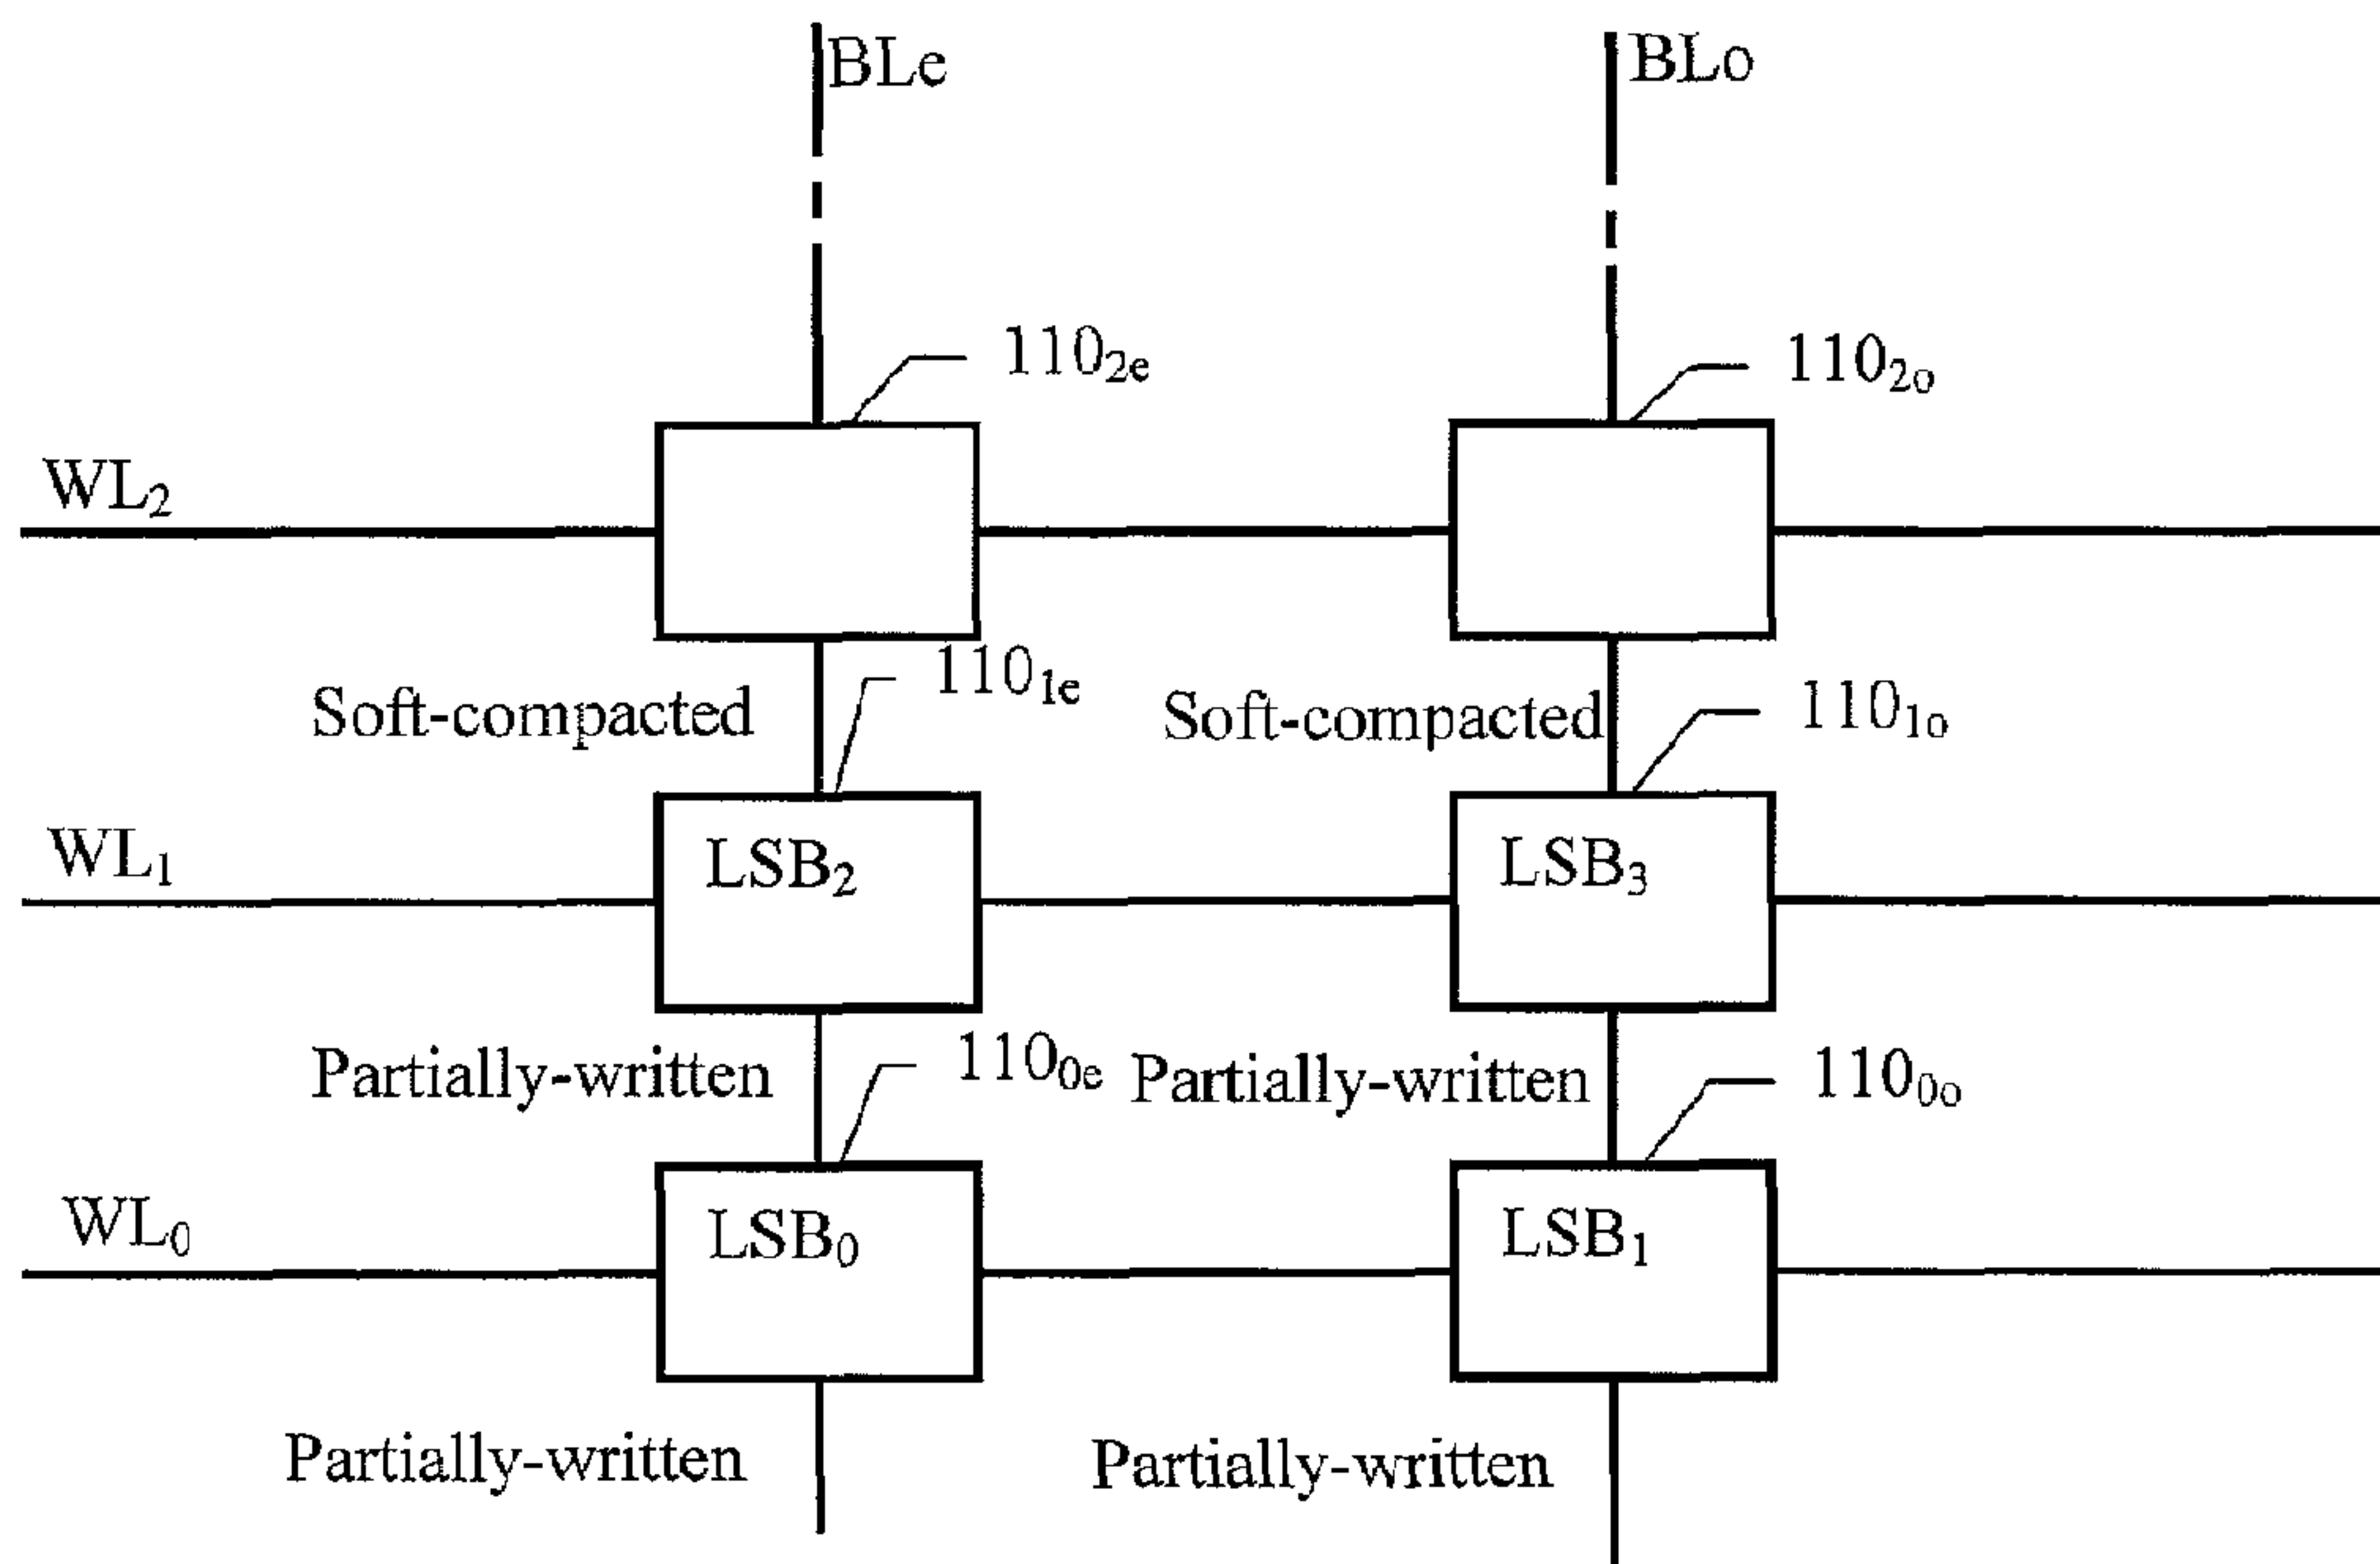 BLe
BLo
110₂ₑ
110₂ₒ
WL₂
110₁ₑ
110₁ₒ
Soft-compacted
Soft-compacted
WL₁
LSB₂
LSB₃
110₀ₑ
110₀ₒ
Partially-written
Partially-written
WL₀
LSB₀
LSB₁
Partially-written
Partially-written